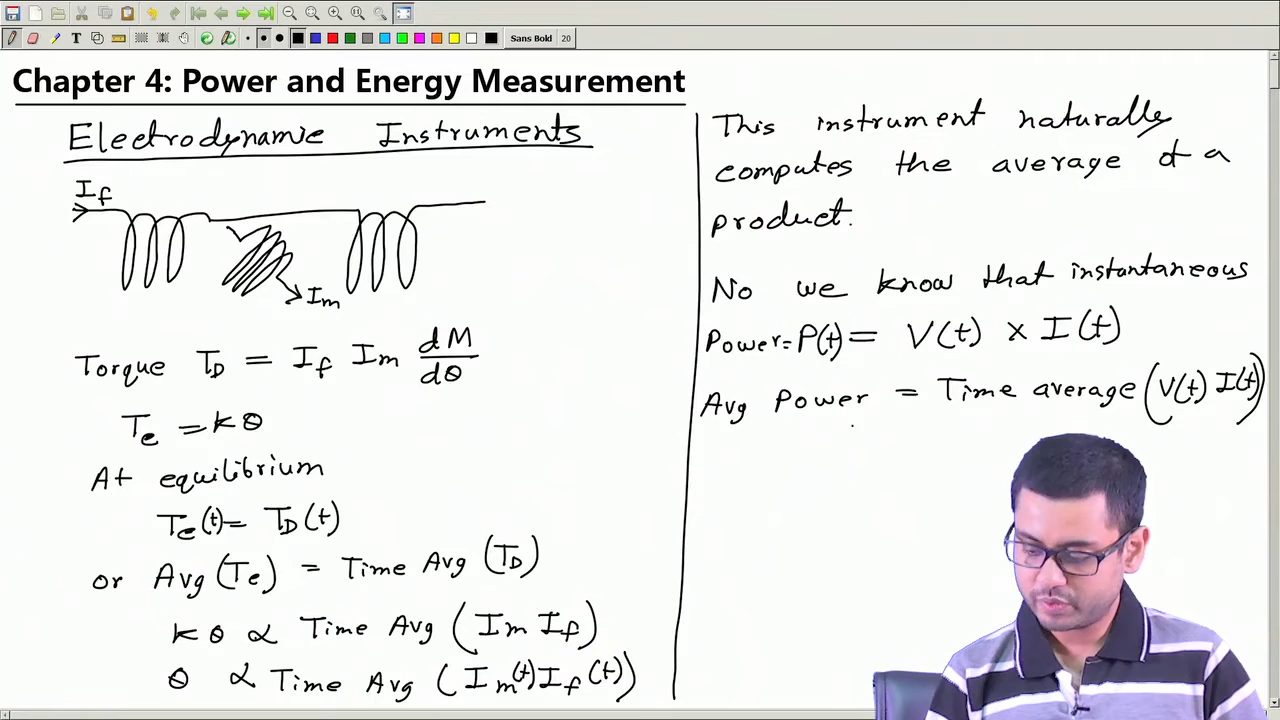 Sans Bold 20
Chapter 4: Power and Energy Measurement
Electrodynamic Instruments
If
Im
Torque TD = If Im dM/dθ
Te = kθ
At equilibrium
Te(t) = TD(t)
or Avg (Te) = Time Avg (TD)
kθ ∝ Time Avg (Im If)
θ ∝ Time Avg (Im(t) If(t))
This instrument naturally
computes the average of a
product.
No we know that instantaneous
Power = P(t) = V(t) × I(t)
Avg Power = Time average (V(t) I(t))